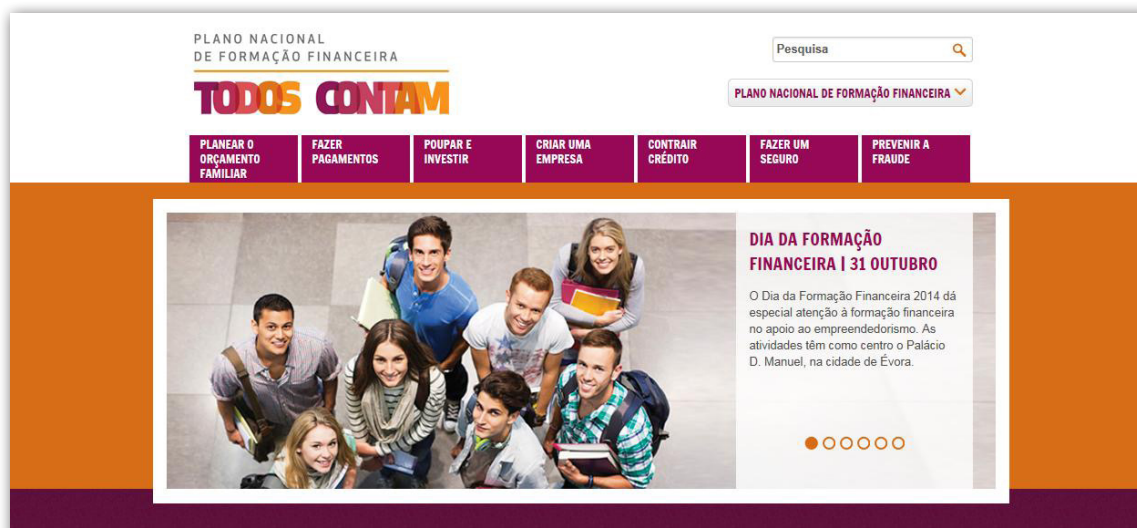 PLANO NACIONAL
DE FORMAÇÃO FINANCEIRA
TODOS CONTAM
Pesquisa
PLANO NACIONAL DE FORMAÇÃO FINANCEIRA
PLANEAR O
ORÇAMENTO
FAMILIAR
FAZER
PAGAMENTOS
POUPAR E
INVESTIR
CRIAR UMA
EMPRESA
CONTRAIR
CRÉDITO
FAZER UM
SEGURO
PREVENIR A
FRAUDE
DIA DA FORMAÇÃO
FINANCEIRA | 31 OUTUBRO
O Dia da Formação Financeira 2014 dá
especial atenção à formação financeira
no apoio ao empreendedorismo. As
atividades têm como centro o Palácio
D. Manuel, na cidade de Évora.